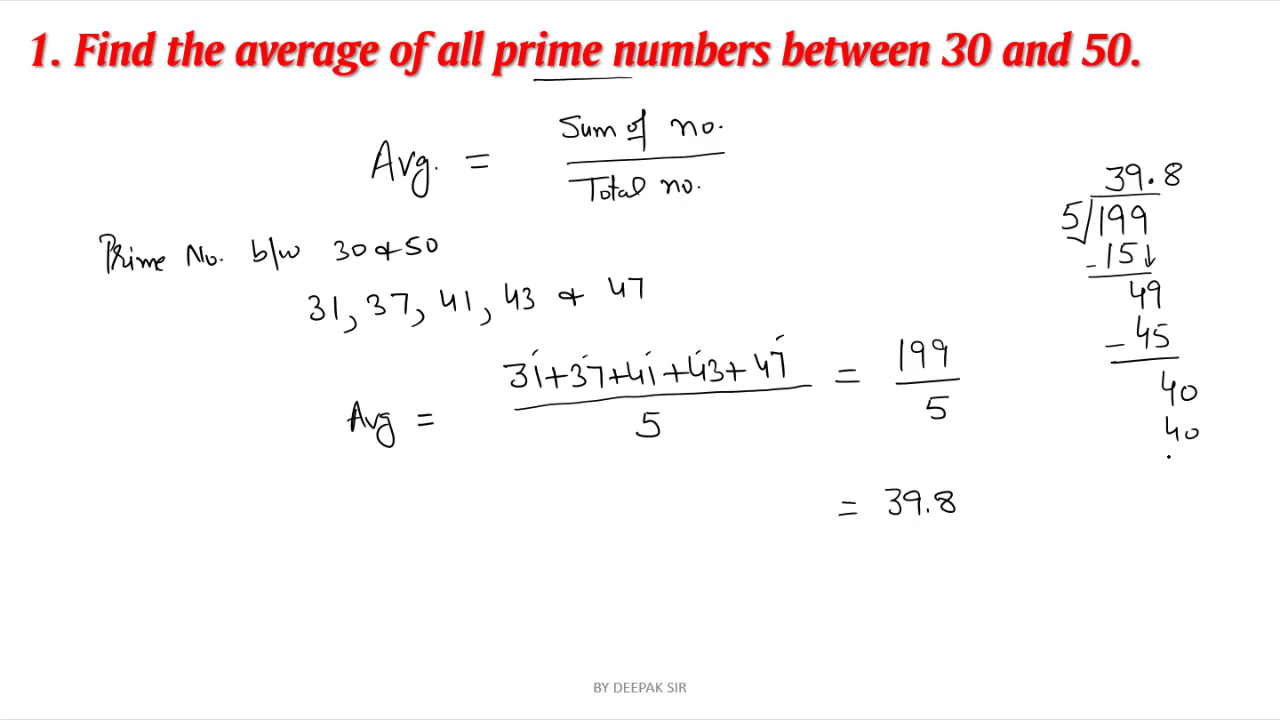 1. Find the average of all prime numbers between 30 and 50.
Avg. = Sum of no.
Total no.
Prime No. b/w 30 & 50
31, 37, 41, 43 & 47
Avg = 31+37+41+43+47 = 199
5 5
= 39.8
39.8
5 199
-15↓
49
- 45
40
40
BY DEEPAK SIR